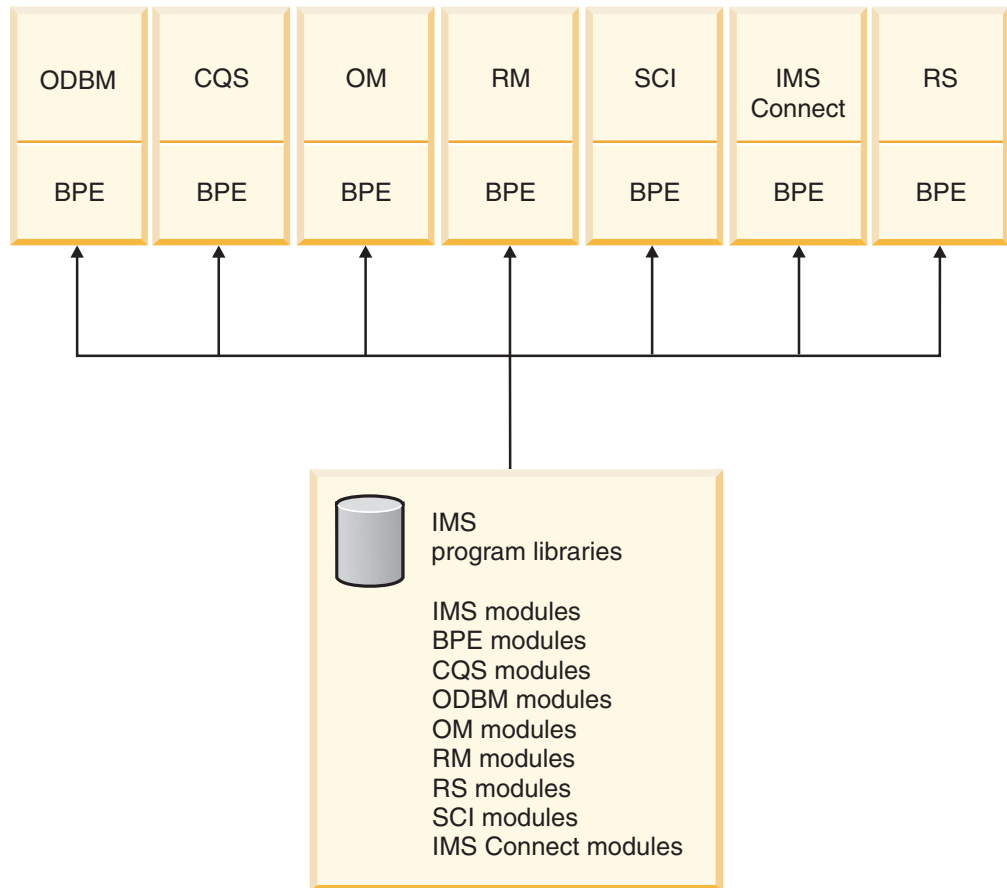 ODBM
CQS
OM
RM
SCI
IMS
Connect
RS
BPE
BPE
BPE
BPE
BPE
BPE
BPE
IMS
program libraries
IMS modules
BPE modules
CQS modules
ODBM modules
OM modules
RM modules
RS modules
SCI modules
IMS Connect modules